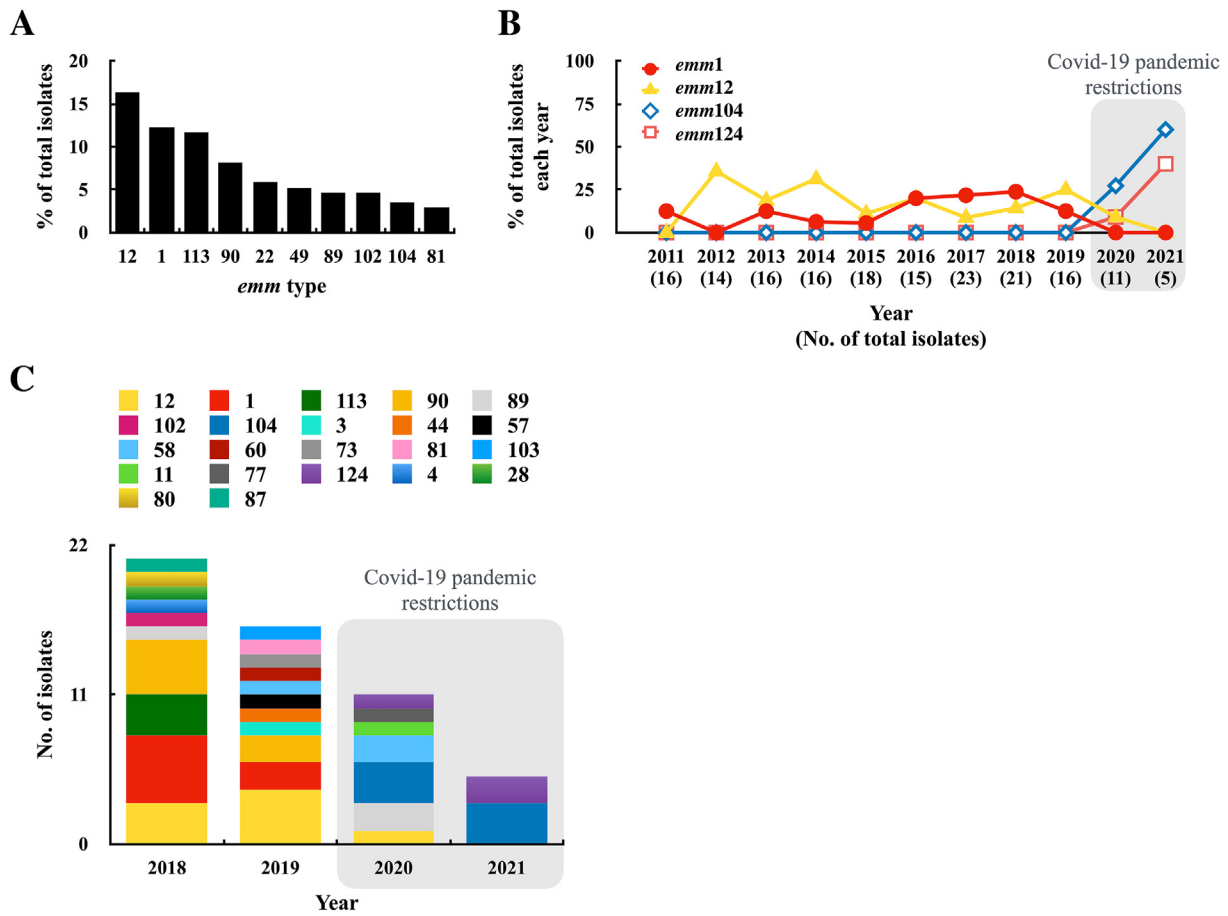 A
% of total isolates
20
15
10
5
0
12 1 113 90 22 49 89 102 104 81
emm type
B
% of total isolates
each year
100
75
50
25
0
emm1
emm12
emm104
emm124
Covid-19 pandemic
restrictions
2011 2012 2013 2014 2015 2016 2017 2018 2019 2020 2021
(16) (14) (16) (16) (18) (15) (23) (21) (16) (11) (5)
Year
(No. of total isolates)
C
12 1 113 90 89
102 104 3 44 57
58 60 73 81 103
11 77 124 4 28
80 87
No. of isolates
22
11
0
Covid-19 pandemic
restrictions
2018 2019 2020 2021
Year